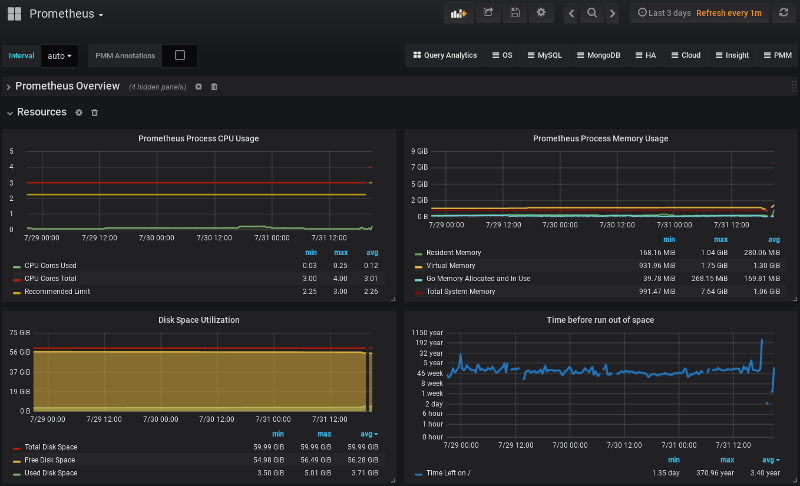 Prometheus
Last 3 days Refresh every 1m
Interval auto PMM Annotations
Query Analytics OS MySQL MongoDB HA Cloud Insight PMM
Prometheus Overview (4 hidden panels)
Resources
Prometheus Process CPU Usage
5
4
3
2
1
0
7/29 00:00 7/29 12:00 7/30 00:00 7/30 12:00 7/31 00:00 7/31 12:00
min max avg
CPU Cores Used 0.03 0.25 0.12
CPU Cores Total 3.00 4.00 3.01
Recommended Limit 2.25 3.00 2.26
Prometheus Process Memory Usage
9 GiB
7 GiB
5 GiB
2 GiB
0 B
7/29 00:00 7/29 12:00 7/30 00:00 7/30 12:00 7/31 00:00 7/31 12:00
min max avg
Resident Memory 168.16 MiB 1.04 GiB 280.06 MiB
Virtual Memory 931.96 MiB 1.75 GiB 1.30 GiB
Go Memory Allocated and In Use 39.78 MiB 268.15 MiB 159.81 MiB
Total System Memory 991.47 MiB 7.64 GiB 1.06 GiB
Disk Space Utilization
75 GiB
56 GiB
37 GiB
19 GiB
0 B
7/29 00:00 7/29 12:00 7/30 00:00 7/30 12:00 7/31 00:00 7/31 12:00
min max avg
Total Disk Space 59.99 GiB 59.99 GiB 59.99 GiB
Free Disk Space 54.98 GiB 56.49 GiB 56.28 GiB
Used Disk Space 3.50 GiB 5.01 GiB 3.71 GiB
Time before run out of space
1150 year
192 year
32 year
5 year
46 week
8 week
1 week
2 day
6 hour
1 hour
0 hour
7/29 00:00 7/29 12:00 7/30 00:00 7/30 12:00 7/31 00:00 7/31 12:00
min max avg
Time Left on / 1.35 day 370.96 year 3.40 year